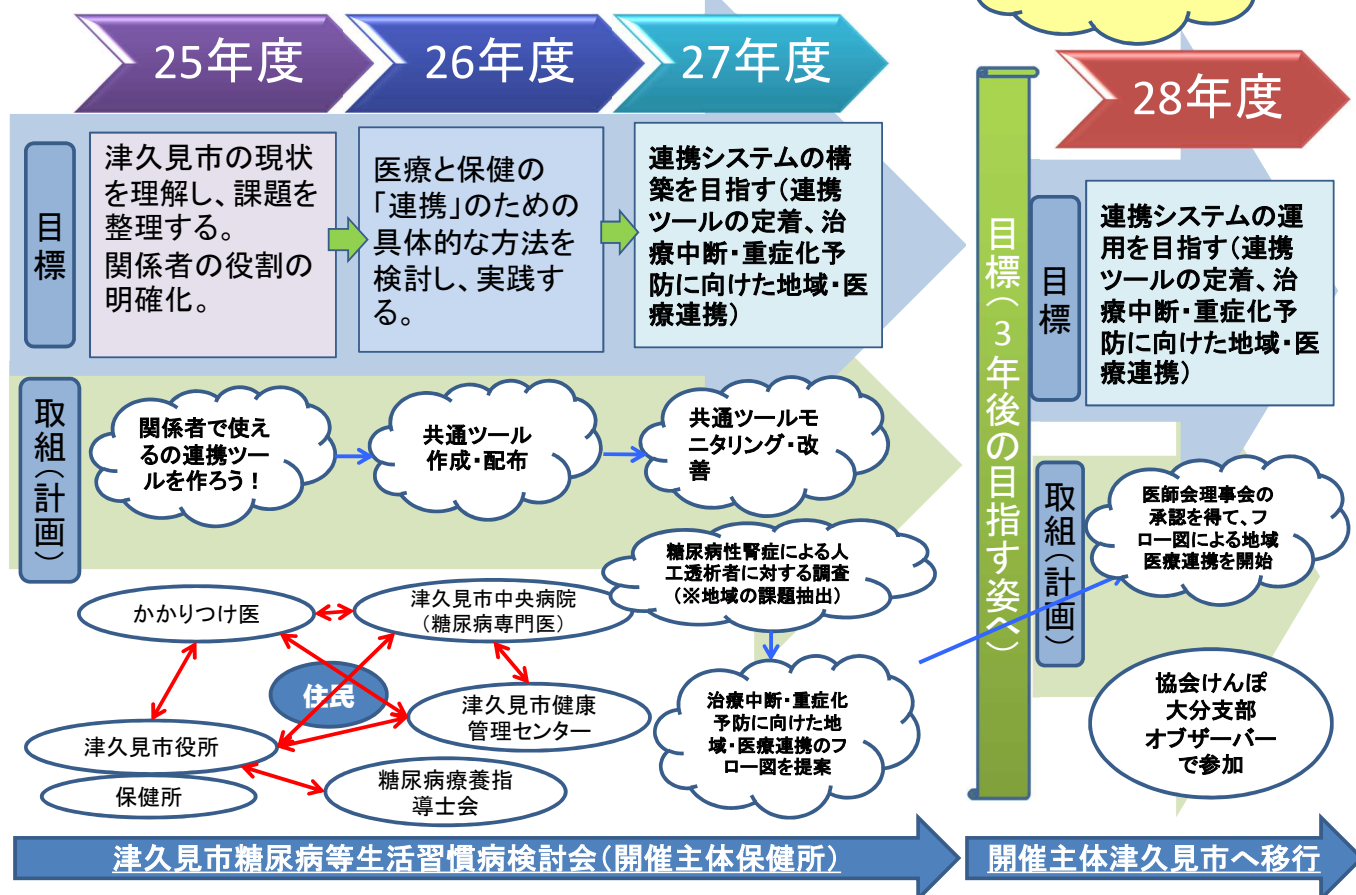 25年度
26年度
27年度
28年度
目標
津久見市の現状
を理解し、課題を
整理する。
関係者の役割の
明確化。
医療と保健の
「連携」のための
具体的な方法を
検討し、実践す
る。
連携システムの構
築を目指す(連携
ツールの定着、治
療中断・重症化予
防に向けた地域・医
療連携)
目標(3年後の目指す姿へ)
目標
連携システムの運
用を目指す(連携
ツールの定着、治
療中断・重症化予
防に向けた地域・医
療連携)
取組(計画)
関係者で使え
るの連携ツー
ルを作ろう!
共通ツール
作成・配布
共通ツールモ
ニタリング・改
善
取組(計画)
医師会理事会の
承認を得て、フ
ロー図による地域
医療連携を開始
糖尿病性腎症による人
工透析者に対する調査
(※地域の課題抽出)
かかりつけ医
津久見市中央病院
(糖尿病専門医)
住民
津久見市役所
津久見市健康
管理センター
保健所
糖尿病療養指
導士会
治療中断・重症化
予防に向けた地
域・医療連携のフ
ロー図を提案
協会けんぽ
大分支部
オブザーバー
で参加
津久見市糖尿病等生活習慣病検討会(開催主体保健所)
開催主体津久見市へ移行